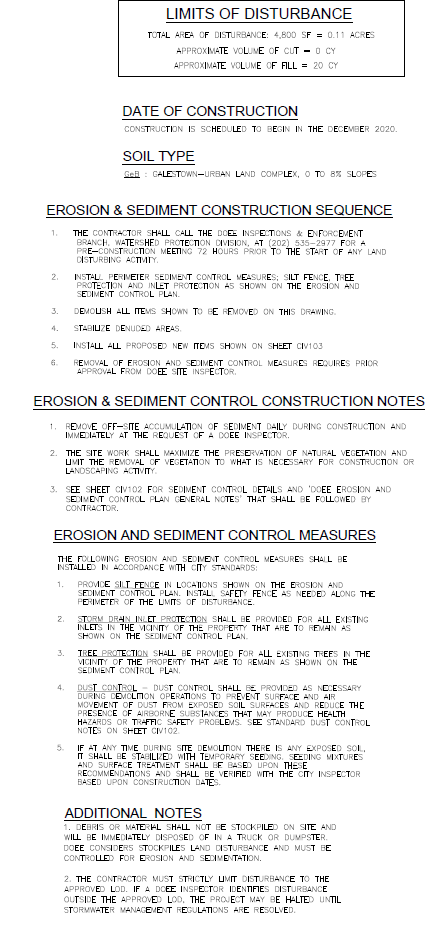 LIMITS OF DISTURBANCE
TOTAL AREA OF DISTURBANCE: 4,800 SF = 0.11 ACRES
APPROXIMATE VOLUME OF CUT = 0 CY
APPROXIMATE VOLUME OF FILL = 20 CY
DATE OF CONSTRUCTION
CONSTRUCTION IS SCHEDULED TO BEGIN IN THE DECEMBER 2020.
SOIL TYPE
GeB : GALESTOWN-URBAN LAND COMPLEX, 0 TO 8% SLOPES
EROSION & SEDIMENT CONSTRUCTION SEQUENCE
1. THE CONTRACTOR SHALL CALL THE DOEE INSPECTIONS & ENFORCEMENT
BRANCH, WATERSHED PROTECTION DIVISION, AT (202) 535-2977 FOR A
PRE-CONSTRUCTION MEETING 72 HOURS PRIOR TO THE START OF ANY LAND
DISTURBING ACTIVITY.
2. INSTALL PERIMETER SEDIMENT CONTROL MEASURES; SILT FENCE, TREE
PROTECTION AND INLET PROTECTION AS SHOWN ON THE EROSION AND
SEDIMENT CONTROL PLAN.
3. DEMOLISH ALL ITEMS SHOWN TO BE REMOVED ON THIS DRAWING.
4. STABILIZE DENUDED AREAS.
5. INSTALL ALL PROPOSED NEW ITEMS SHOWN ON SHEET CIV103
6. REMOVAL OF EROSION AND SEDIMENT CONTROL MEASURES REQUIRES PRIOR
APPROVAL FROM DOEE SITE INSPECTOR.
EROSION & SEDIMENT CONTROL CONSTRUCTION NOTES
1. REMOVE OFF-SITE ACCUMULATION OF SEDIMENT DAILY DURING CONSTRUCTION AND
IMMEDIATELY AT THE REQUEST OF A DOEE INSPECTOR.
2. THE SITE WORK SHALL MAXIMIZE THE PRESERVATION OF NATURAL VEGETATION AND
LIMIT THE REMOVAL OF VEGETATION TO WHAT IS NECESSARY FOR CONSTRUCTION OR
LANDSCAPING ACTIVITY.
3. SEE SHEET CIV102 FOR SEDIMENT CONTROL DETAILS AND 'DOEE EROSION AND
SEDIMENT CONTROL PLAN GENERAL NOTES' THAT SHALL BE FOLLOWED BY
CONTRACTOR.
EROSION AND SEDIMENT CONTROL MEASURES
THE FOLLOWING EROSION AND SEDIMENT CONTROL MEASURES SHALL BE
INSTALLED IN ACCORDANCE WITH CITY STANDARDS:
1. PROVIDE SILT FENCE IN LOCATIONS SHOWN ON THE EROSION AND
SEDIMENT CONTROL PLAN. INSTALL SAFETY FENCE AS NEEDED ALONG THE
PERIMETER OF THE LIMITS OF DISTURBANCE.
2. STORM DRAIN INLET PROTECTION SHALL BE PROVIDED FOR ALL EXISTING
INLETS IN THE VICINITY OF THE PROPERTY THAT ARE TO REMAIN AS
SHOWN ON THE SEDIMENT CONTROL PLAN.
3. TREE PROTECTION SHALL BE PROVIDED FOR ALL EXISTING TREES IN THE
VICINITY OF THE PROPERTY THAT ARE TO REMAIN AS SHOWN ON THE
SEDIMENT CONTROL PLAN.
4. DUST CONTROL - DUST CONTROL SHALL BE PROVIDED AS NECESSARY
DURING DEMOLITION OPERATIONS TO PREVENT SURFACE AND AIR
MOVEMENT OF DUST FROM EXPOSED SOIL SURFACES AND REDUCE THE
PRESENCE OF AIRBORNE SUBSTANCES THAT MAY PRODUCE HEALTH
HAZARDS OR TRAFFIC SAFETY PROBLEMS. SEE STANDARD DUST CONTROL
NOTES ON SHEET CIV102.
5. IF AT ANY TIME DURING SITE DEMOLITION THERE IS ANY EXPOSED SOIL,
IT SHALL BE STABILIZED WITH TEMPORARY SEEDING. SEEDING MIXTURES
AND SURFACE TREATMENT SHALL BE BASED UPON THESE
RECOMMENDATIONS AND SHALL BE VERIFIED WITH THE CITY INSPECTOR
BASED UPON CONSTRUCTION DATES.
ADDITIONAL NOTES
1. DEBRIS OR MATERIAL SHALL NOT BE STOCKPILED ON SITE AND
WILL BE IMMEDIATELY DISPOSED OF IN A TRUCK OR DUMPSTER.
DOEE CONSIDERS STOCKPILES LAND DISTURBANCE AND MUST BE
CONTROLLED FOR EROSION AND SEDIMENTATION.
2. THE CONTRACTOR MUST STRICTLY LIMIT DISTURBANCE TO THE
APPROVED LOD. IF A DOEE INSPECTOR IDENTIFIES DISTURBANCE
OUTSIDE THE APPROVED LOD, THE PROJECT MAY BE HALTED UNTIL
STORMWATER MANAGEMENT REGULATIONS ARE RESOLVED.